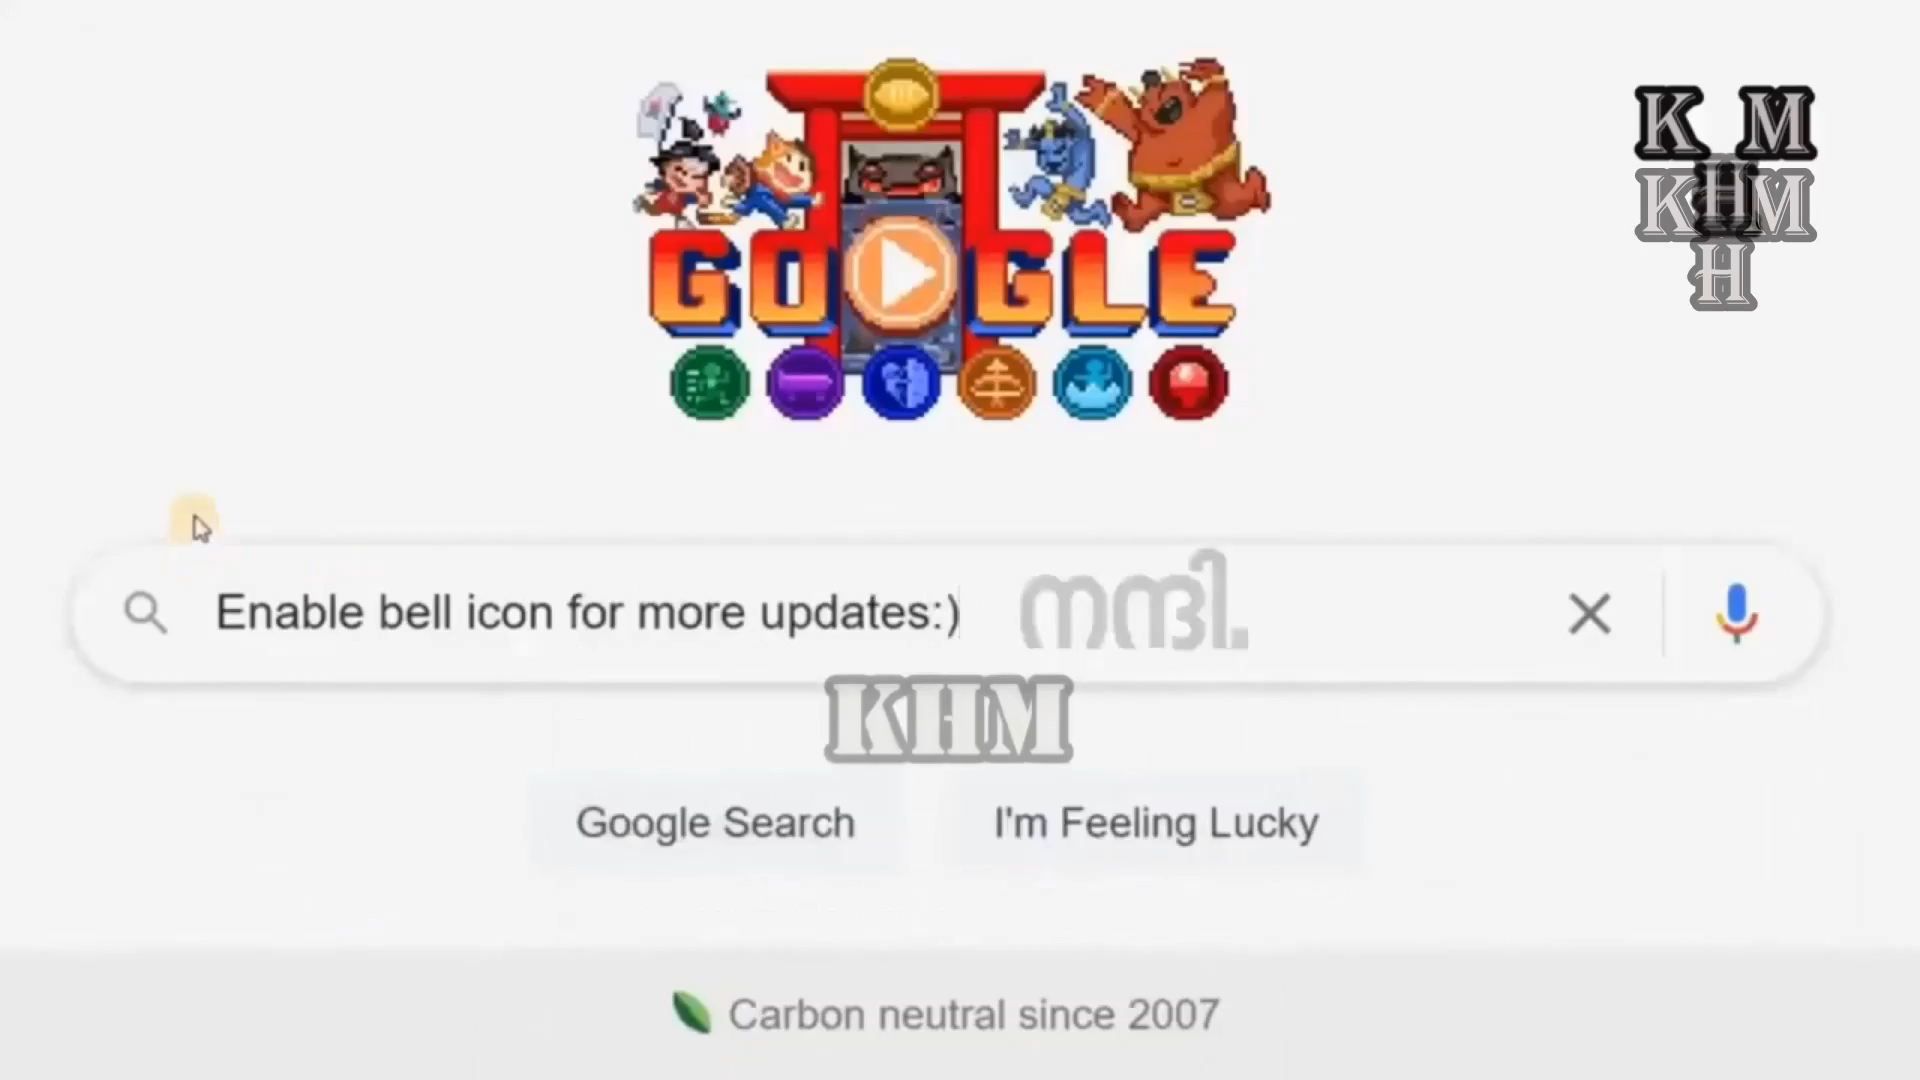 K M
KHM
H
GOOGLE
Enable bell icon for more updates:)
നന്ദി.
KHM
Google Search
I'm Feeling Lucky
Carbon neutral since 2007